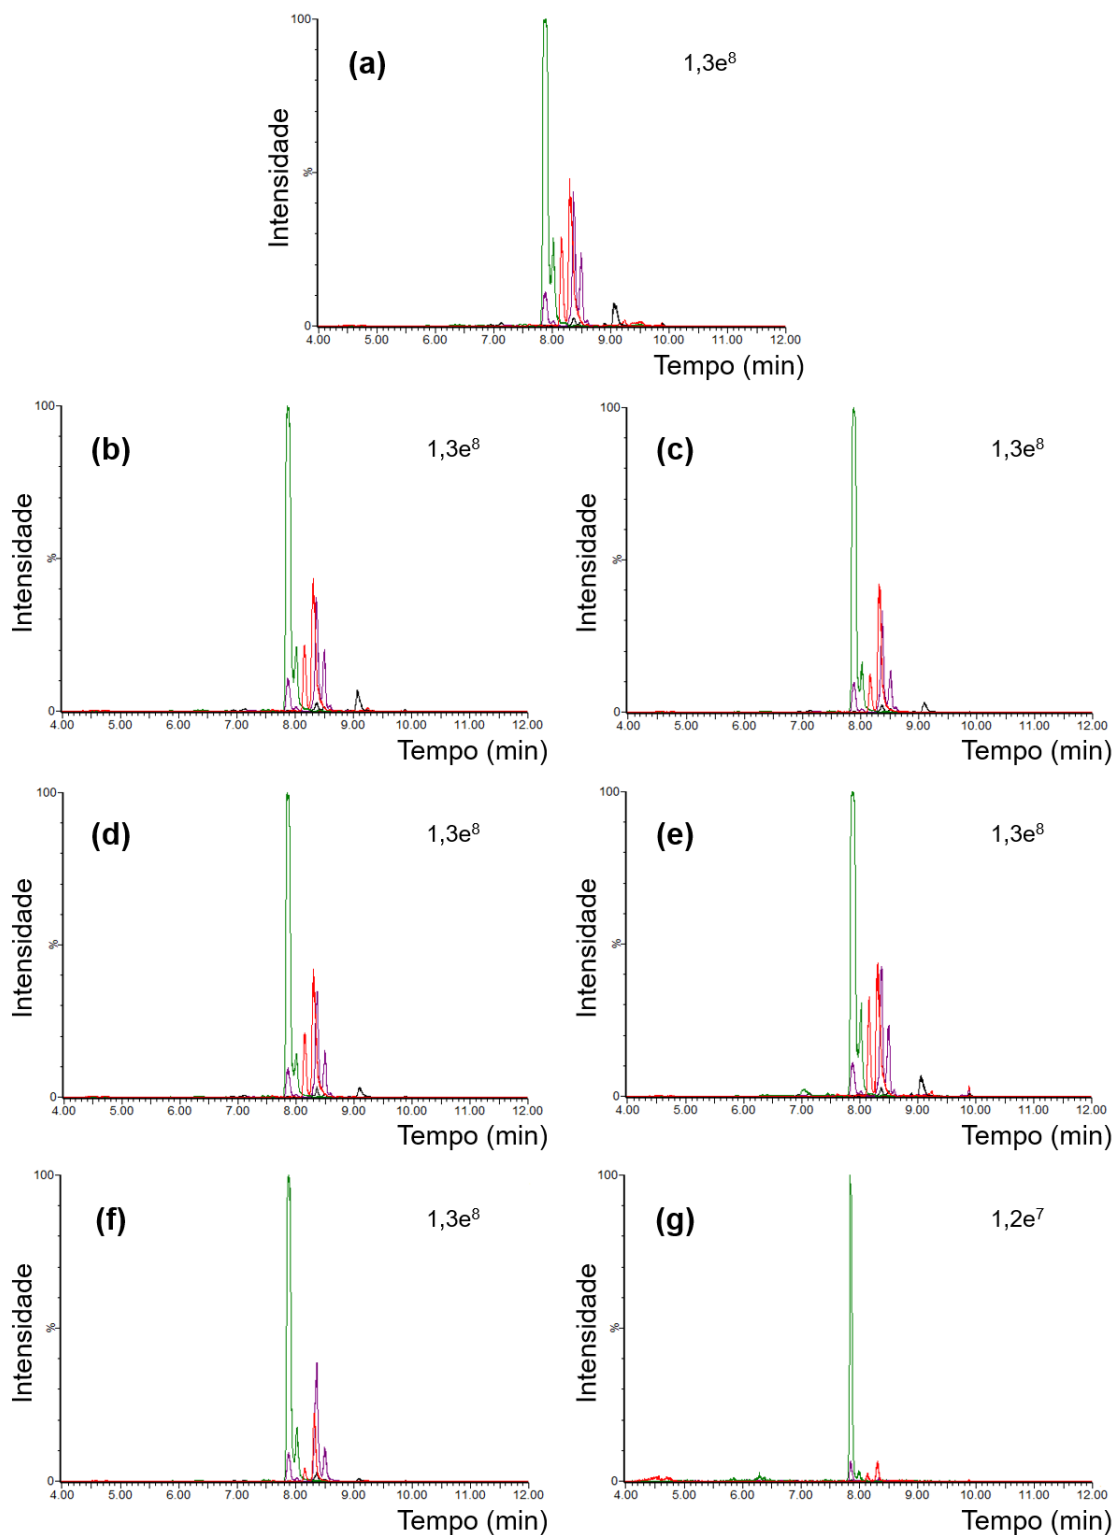 100
(a)
1,3e⁸
Intensidade
%
0
4.00 5.00 6.00 7.00 8.00 9.00 10.00 11.00 12.00
Tempo (min)
100
(b)
1,3e⁸
Intensidade
%
0
4.00 5.00 6.00 7.00 8.00 9.00 10.00 11.00 12.00
Tempo (min)
100
(c)
1,3e⁸
Intensidade
%
0
4.00 5.00 6.00 7.00 8.00 9.00 10.00 11.00 12.00
Tempo (min)
100
(d)
1,3e⁸
Intensidade
%
0
4.00 5.00 6.00 7.00 8.00 9.00 10.00 11.00 12.00
Tempo (min)
100
(e)
1,3e⁸
Intensidade
%
0
4.00 5.00 6.00 7.00 8.00 9.00 10.00 11.00 12.00
Tempo (min)
100
(f)
1,3e⁸
Intensidade
%
0
4.00 5.00 6.00 7.00 8.00 9.00 10.00 11.00 12.00
Tempo (min)
100
(g)
1,2e⁷
Intensidade
%
0
4.00 5.00 6.00 7.00 8.00 9.00 10.00 11.00 12.00
Tempo (min)